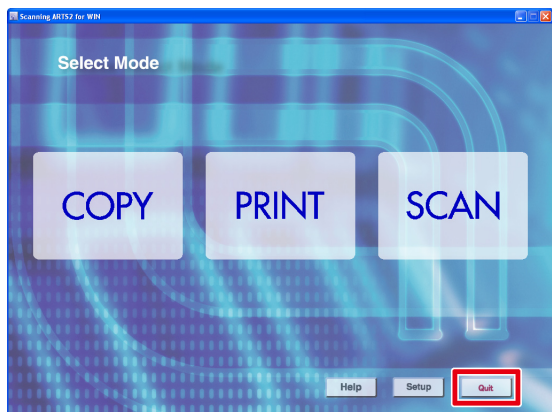 Scanning ARTS2 for WIN
Select Mode
COPY PRINT SCAN
Help Setup Quit